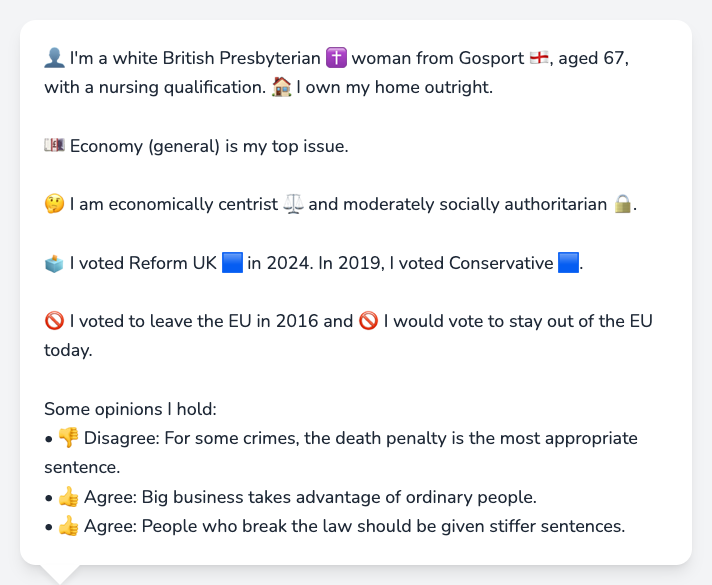 👤 I'm a white British Presbyterian ✝️ woman from Gosport 🏴󠁧󠁢󠁥󠁮󠁧󠁿, aged 67,
with a nursing qualification. 🏠 I own my home outright.
💷 Economy (general) is my top issue.
🤔 I am economically centrist ⚖️ and moderately socially authoritarian 🔒.
🗳️ I voted Reform UK 🟦 in 2024. In 2019, I voted Conservative 🟦.
🚫 I voted to leave the EU in 2016 and 🚫 I would vote to stay out of the EU
today.
Some opinions I hold:
• 👎 Disagree: For some crimes, the death penalty is the most appropriate
sentence.
• 👍 Agree: Big business takes advantage of ordinary people.
• 👍 Agree: People who break the law should be given stiffer sentences.